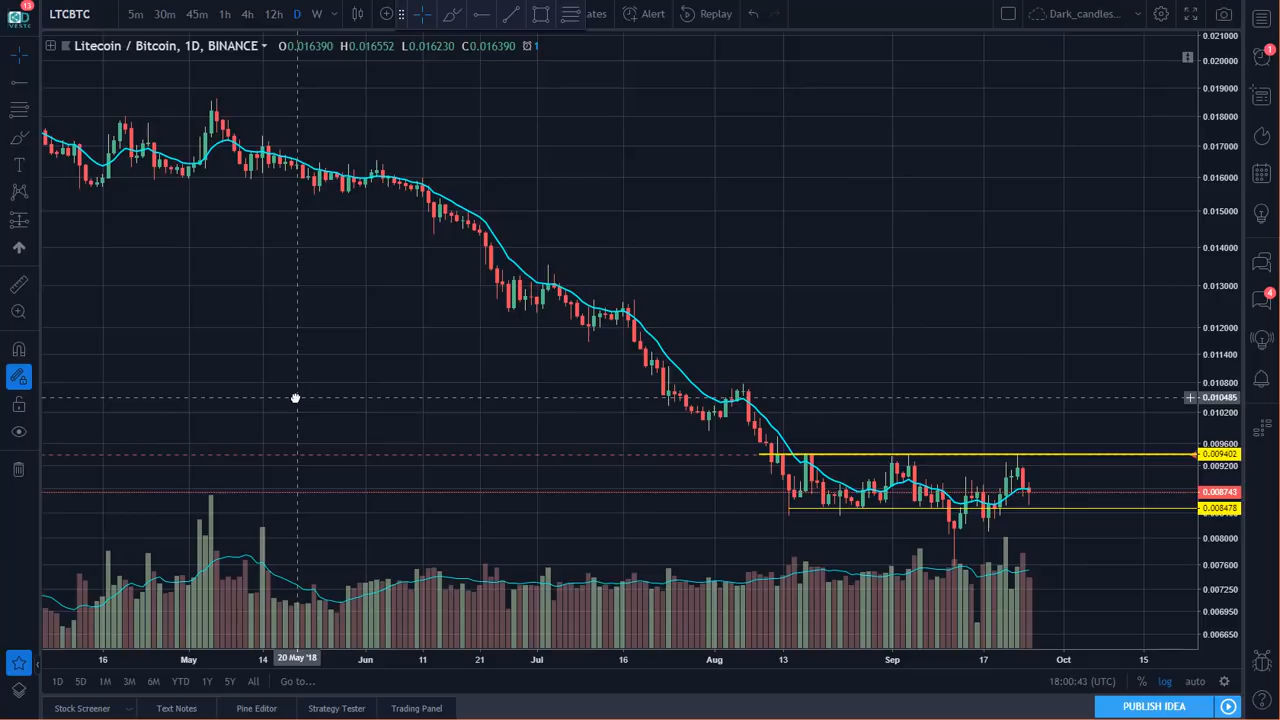 13
VESTC
LTCBTC
5m 30m 45m 1h 4h 12h D W
ates
Alert
Replay
Dark_candles...
Litecoin / Bitcoin, 1D, BINANCE O0.016390 H0.016552 L0.016230 C0.016390 1
0.021000
0.020000
0.019000
0.018000
0.017000
0.016000
0.015000
0.014000
0.013000
0.012000
0.011400
0.010800
0.010485
0.010200
0.009600
0.009402
0.009200
0.008743
0.008478
0.008000
0.007600
0.007250
0.006950
0.006650
1
4
16 May 14 20 May '18 Jun 11 21 Jul 16 Aug 13 Sep 17 Oct 15
1D 5D 1M 3M 6M YTD 1Y 5Y All Go to... 18:00:43 (UTC) % log auto
Stock Screener Text Notes Pine Editor Strategy Tester Trading Panel PUBLISH IDEA